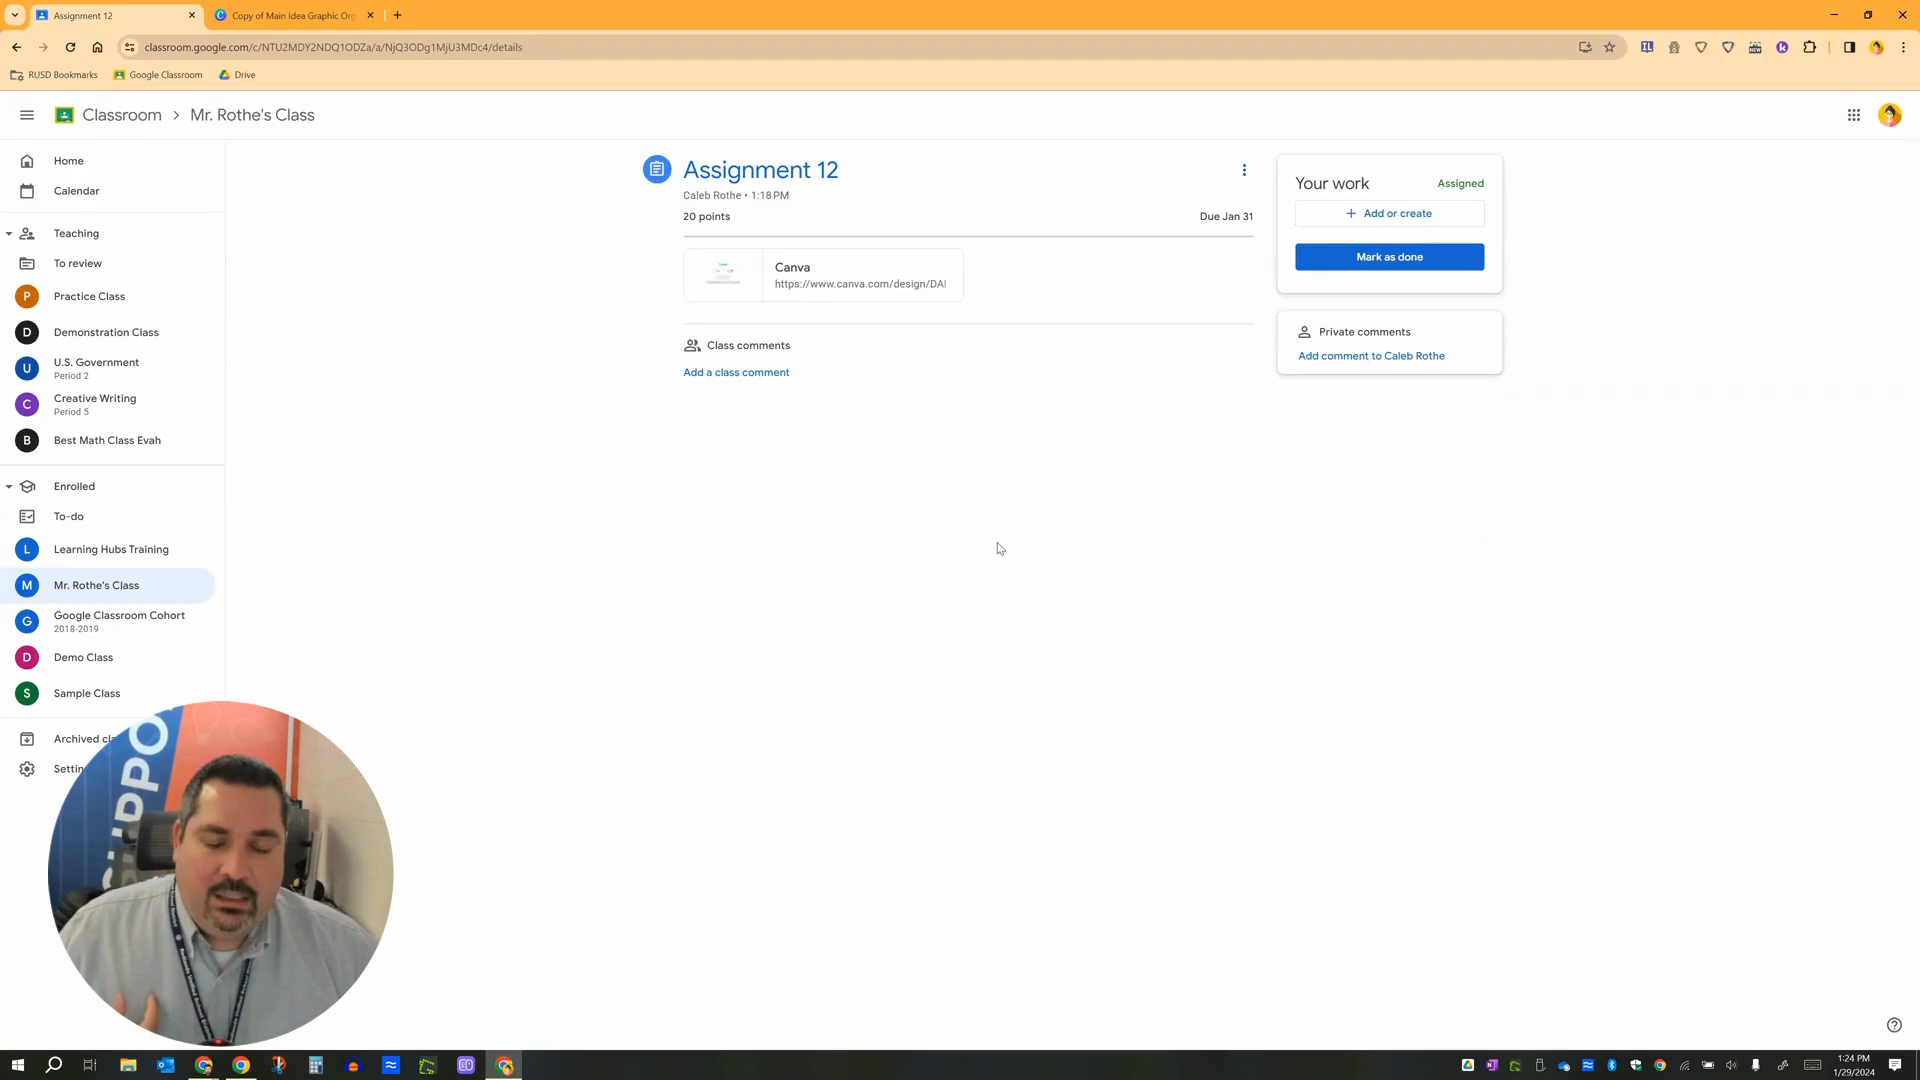 Assignment 12
Copy of Main Idea Graphic Org
classroom.google.com/c/NTU2MDY2NDQ1ODZa/a/NjQ3ODg1MjU3MDc4/details
RUSD Bookmarks
Google Classroom
Drive
Classroom > Mr. Rothe's Class
Home
Calendar
Teaching
To review
P Practice Class
D Demonstration Class
U U.S. Government
Period 2
C Creative Writing
Period 5
B Best Math Class Evah
Enrolled
To-do
L Learning Hubs Training
M Mr. Rothe's Class
G Google Classroom Cohort
2018-2019
D Demo Class
S Sample Class
Archived cl
Settin
Assignment 12
Caleb Rothe • 1:18 PM
20 points
Due Jan 31
Canva
https://www.canva.com/design/DA
Class comments
Add a class comment
Your work
Assigned
+ Add or create
Mark as done
Private comments
Add comment to Caleb Rothe
1:24 PM
1/29/2024